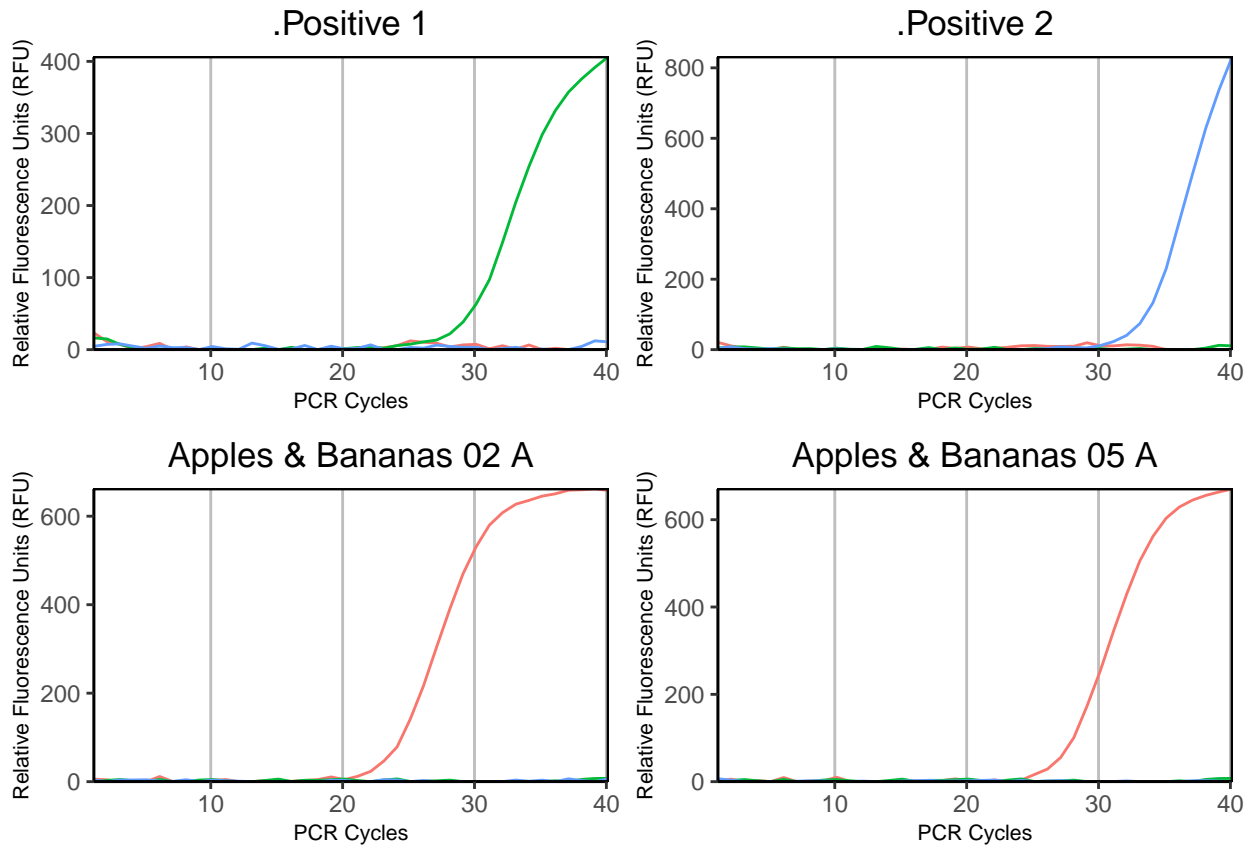 .Positive 1
Relative Fluorescence Units (RFU)
400
300
200
100
0
10 20 30 40
PCR Cycles
.Positive 2
Relative Fluorescence Units (RFU)
800
600
400
200
0
10 20 30 40
PCR Cycles
Apples & Bananas 02 A
Relative Fluorescence Units (RFU)
600
400
200
0
10 20 30 40
PCR Cycles
Apples & Bananas 05 A
Relative Fluorescence Units (RFU)
600
400
200
0
10 20 30 40
PCR Cycles